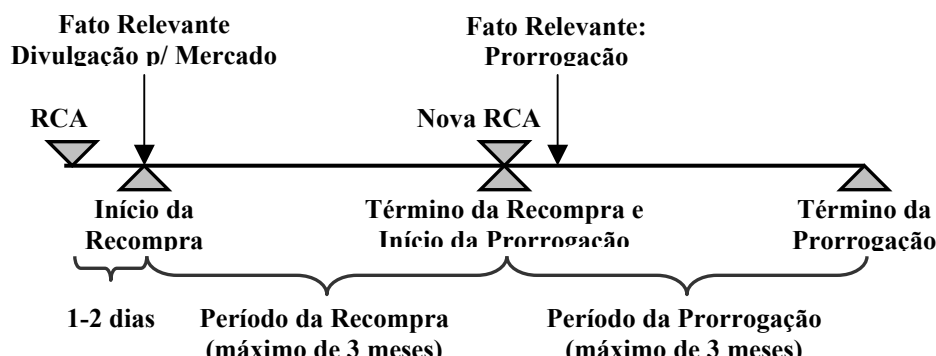 Fato Relevante
Divulgação p/ Mercado
Fato Relevante:
Prorrogação
RCA
Nova RCA
Início da
Recompra
Término da Recompra e
Início da Prorrogação
Término da
Prorrogação
1-2 dias
Período da Recompra
(máximo de 3 meses)
Período da Prorrogação
(máximo de 3 meses)